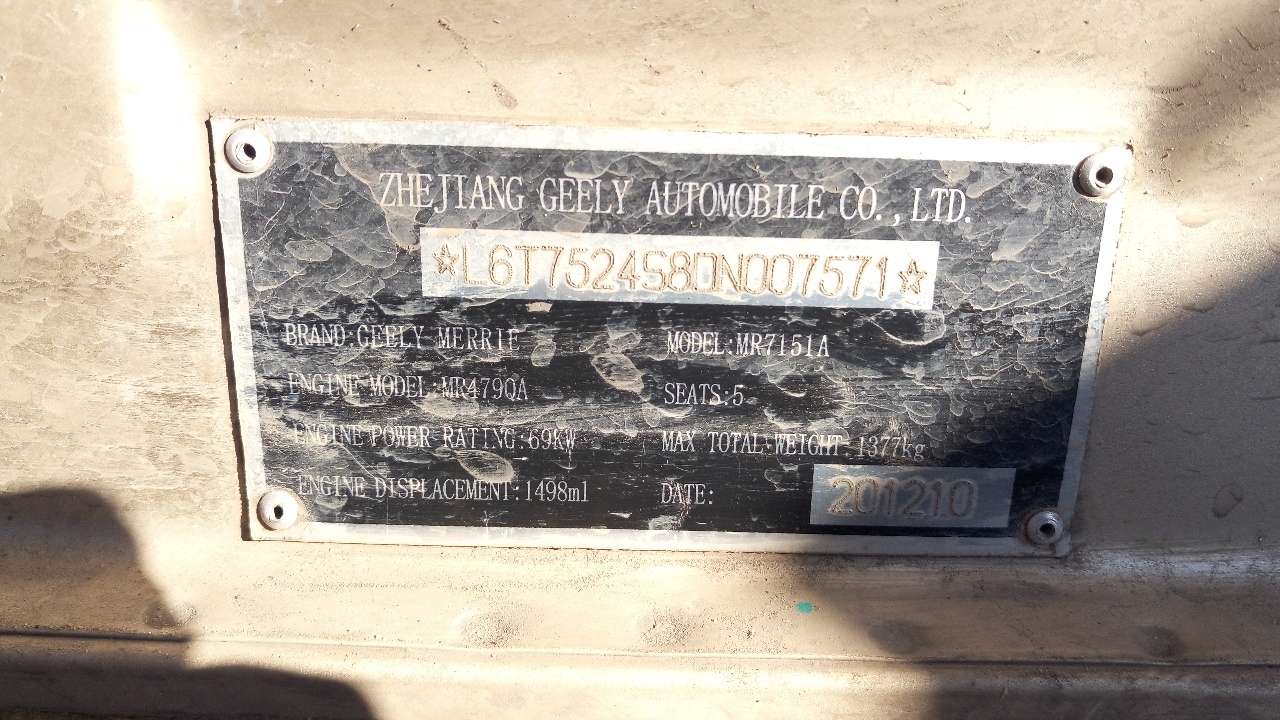 ZHEJIANG GEELY AUTOMOBILE CO.,LTD.
☆L6T7524S8DN007571☆
BRAND:GEELY MERRIE MODEL:MR7151A
ENGINE MODEL:MR479QA SEATS:5
ENGINE POWER RATING:69KW MAX TOTAL WEIGHT:1377kg
ENGINE DISPLACEMENT:1498ml DATE: 201210